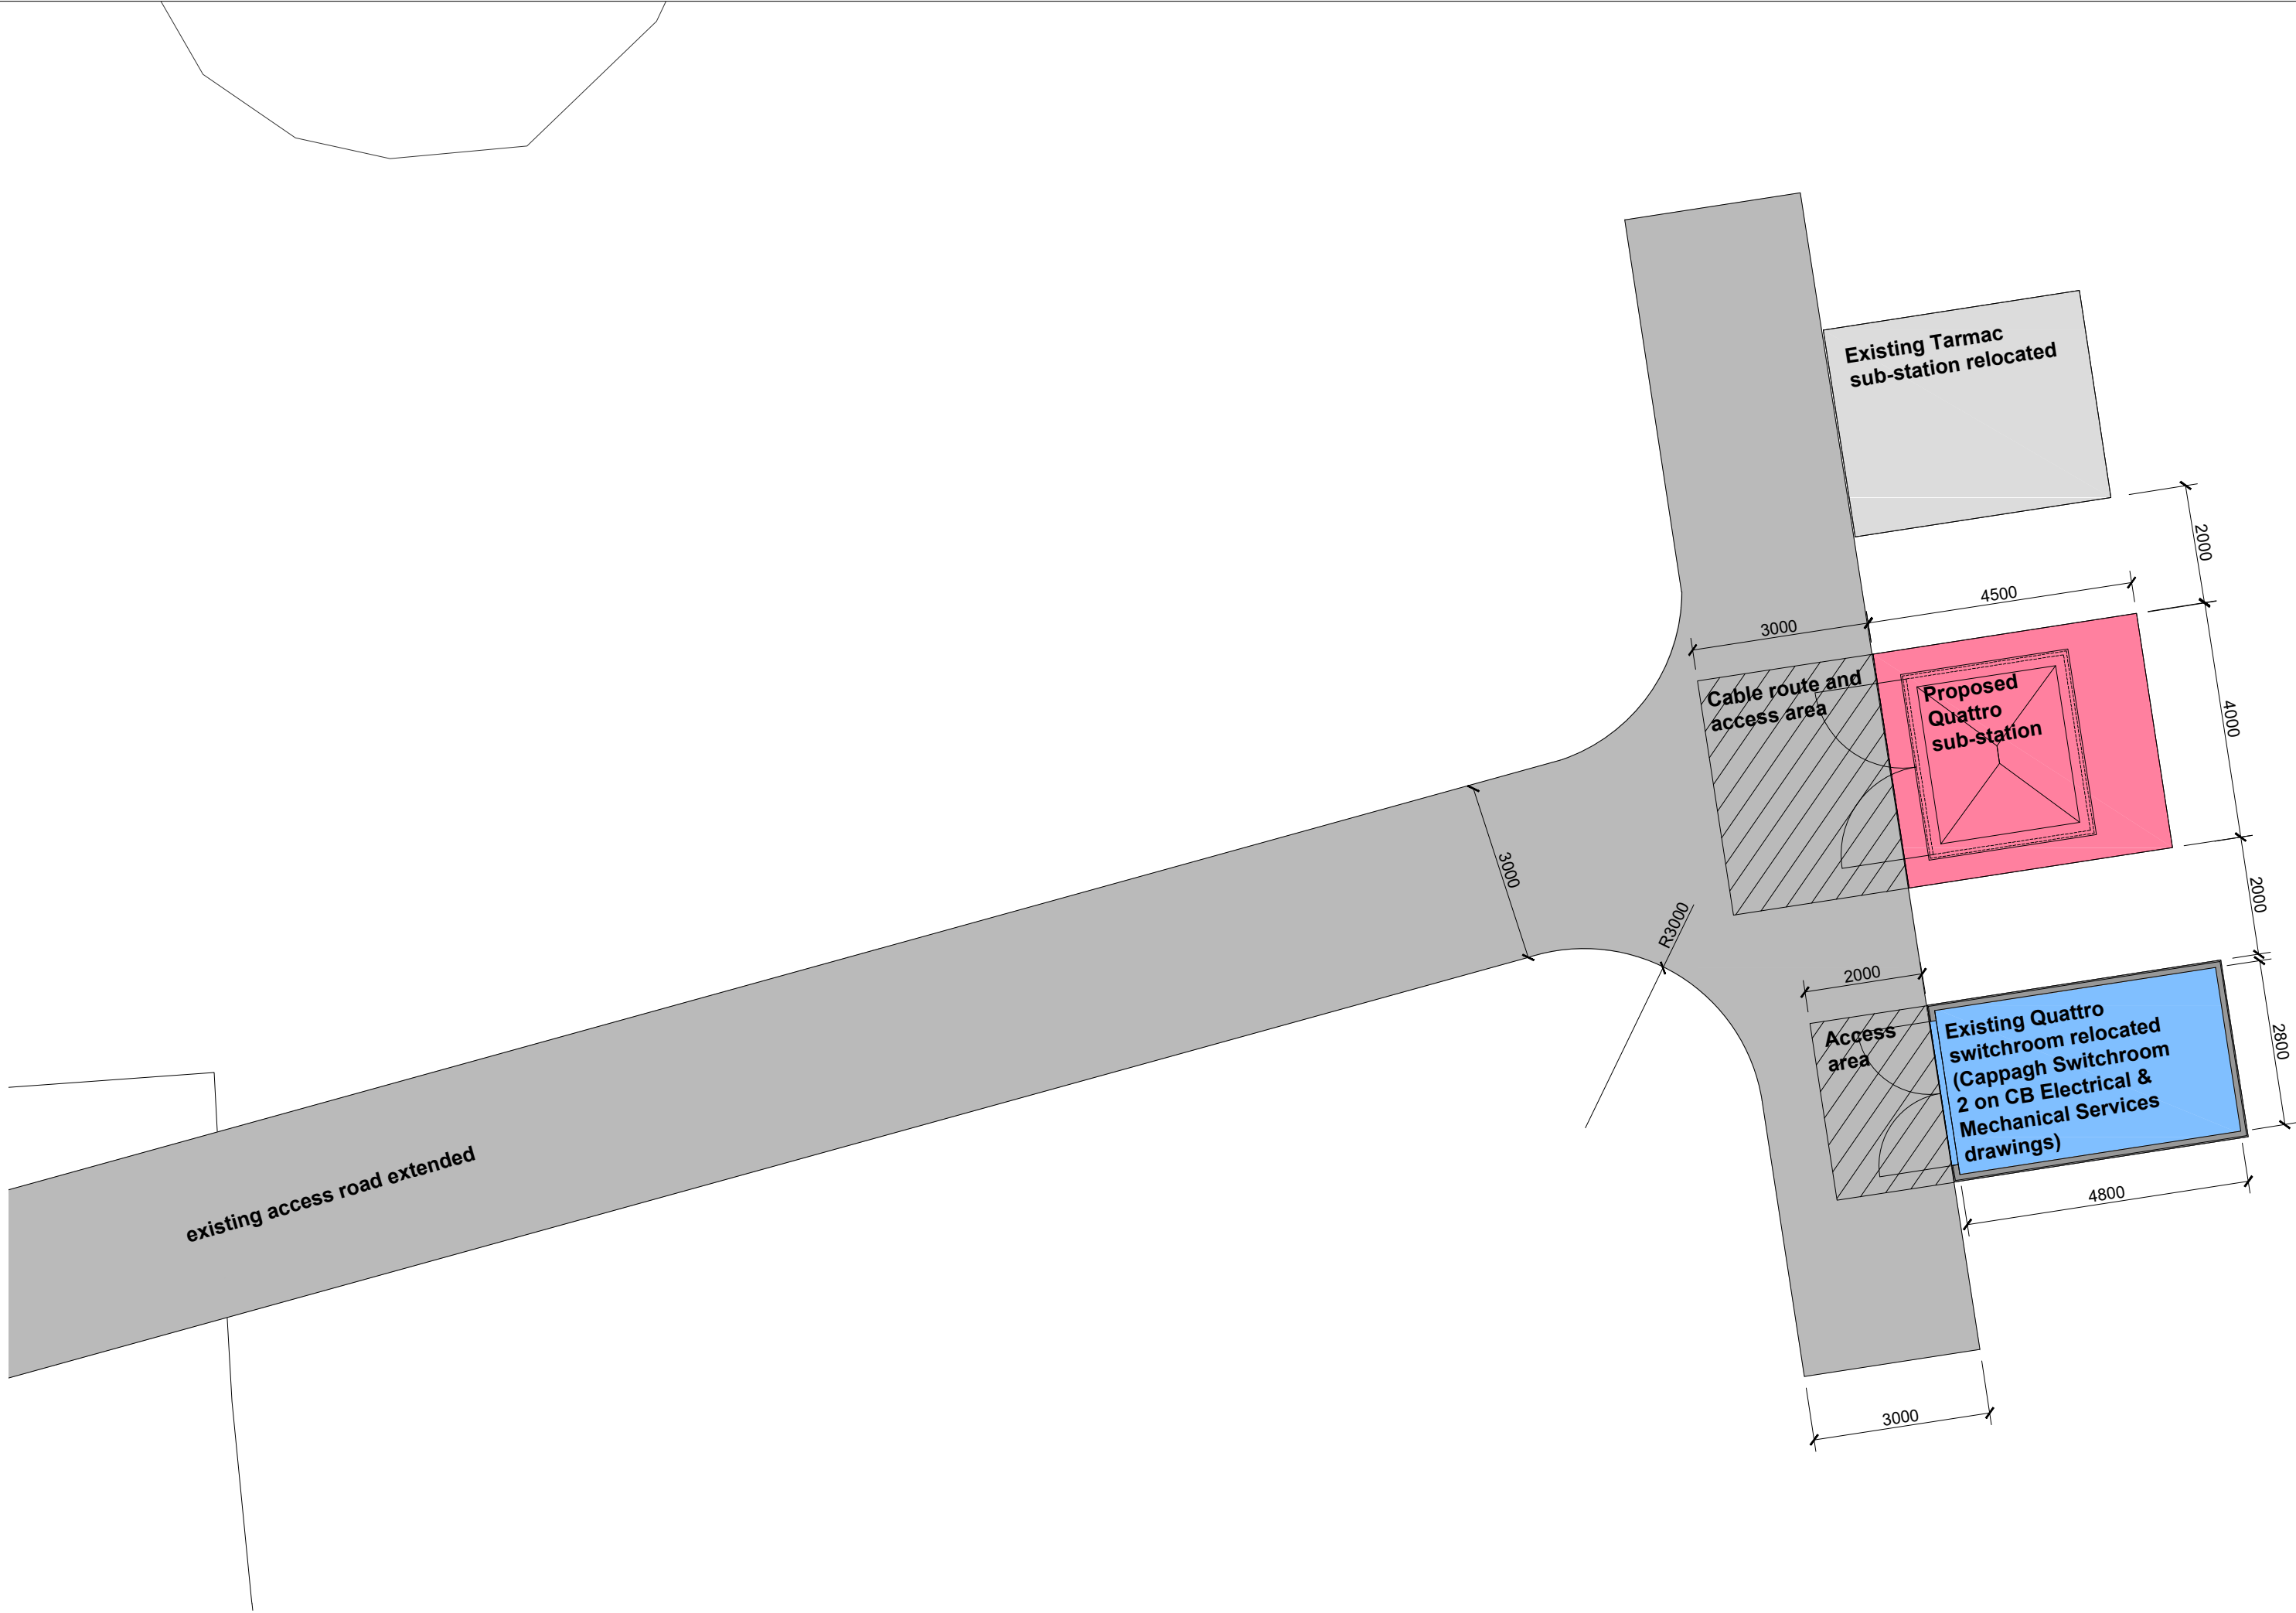 Existing Tarmac
sub-station relocated
2000
4500
3000
Cable route and
access area
Proposed
Quattro
sub-station
4000
3000
2000
R3000
2000
Access
area
Existing Quattro
switchroom relocated
(Cappagh Switchroom
2 on CB Electrical &
Mechanical Services
drawings)
2800
4800
existing access road extended
3000